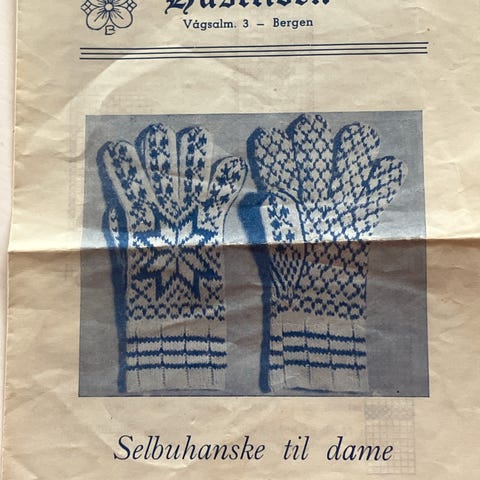 B
Vågsalm. 3 – Bergen
Selbuhanske til dame